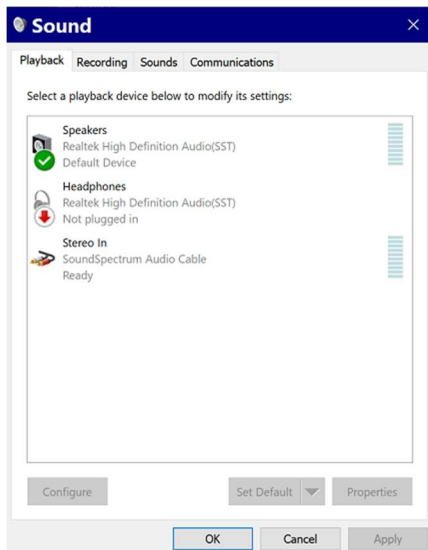 Sound
Playback Recording Sounds Communications
Select a playback device below to modify its settings:
Speakers
Realtek High Definition Audio(SST)
Default Device
Headphones
Realtek High Definition Audio(SST)
Not plugged in
Stereo In
SoundSpectrum Audio Cable
Ready
Configure Set Default Properties
OK Cancel Apply